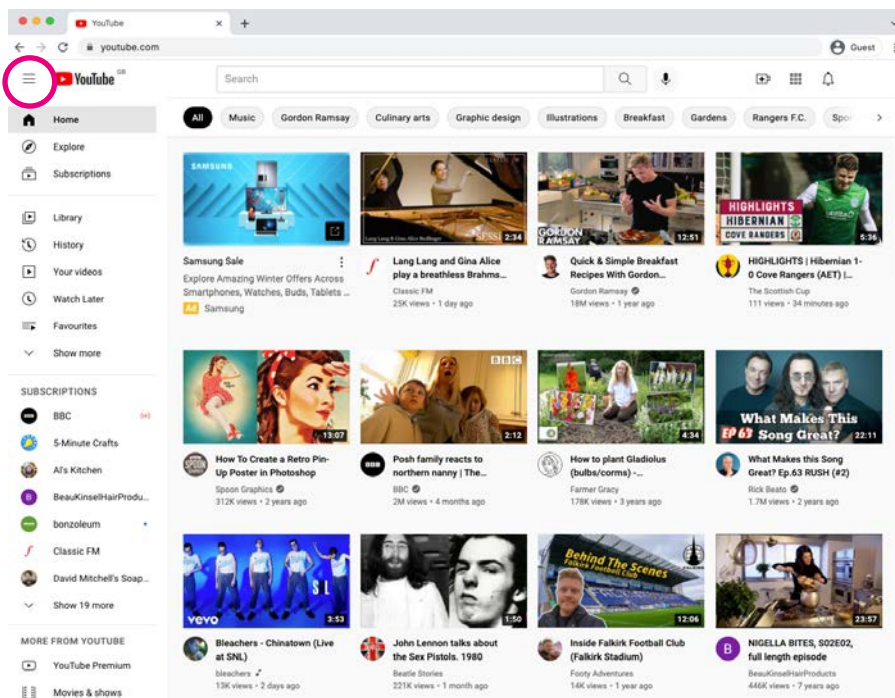 YouTube
youtube.com
Guest
YouTube GB
Search
Home
Explore
Subscriptions
Library
History
Your videos
Watch Later
Favourites
Show more
SUBSCRIPTIONS
BBC
5-Minute Crafts
Al's Kitchen
BeauKinselHairProdu...
bonzoleum
Classic FM
David Mitchell's Soap...
Show 19 more
MORE FROM YOUTUBE
YouTube Premium
Movies & shows
All Music Gordon Ramsay Culinary arts Graphic design Illustrations Breakfast Gardens Rangers F.C. Spo
SAMSUNG
Samsung Sale
Explore Amazing Winter Offers Across
Smartphones, Watches, Buds, Tablets ...
Ad Samsung
Lang Lang & Gina Alice Redlinger
SESSI
2:34
Lang Lang and Gina Alice
play a breathless Brahms...
Classic FM
25K views • 1 day ago
GORDON
RAMSAY
12:51
Quick & Simple Breakfast
Recipes With Gordon...
Gordon Ramsay
18M views • 1 year ago
HIGHLIGHTS
HIBERNIAN
COVE RANGERS
5:36
HIGHLIGHTS | Hibernian 1-
0 Cove Rangers (AET) |...
The Scottish Cup
111 views • 34 minutes ago
13:07
How To Create a Retro Pin-
Up Poster in Photoshop
Spoon Graphics
312K views • 2 years ago
BBC
2:12
Posh family reacts to
northern nanny | The...
BBC
2M views • 4 months ago
4:34
How to plant Gladiolus
(bulbs/corms) -...
Farmer Gracy
178K views • 3 years ago
What Makes This
EP 63 Song Great?
22:11
What Makes this Song
Great? Ep.63 RUSH (#2)
Rick Beato
1.7M views • 2 years ago
S L
vevo
3:53
Bleachers - Chinatown (Live
at SNL)
bleachers
13K views • 2 days ago
1:50
John Lennon talks about
the Sex Pistols. 1980
Beatle Stories
221K views • 1 month ago
Behind The Scenes
Falkirk Football Club
12:06
Inside Falkirk Football Club
(Falkirk Stadium)
Footy Adventures
14K views • 1 year ago
23:57
B
NIGELLA BITES, S02E02,
full length episode
BeauKinselHairProducts
446K views • 7 years ago